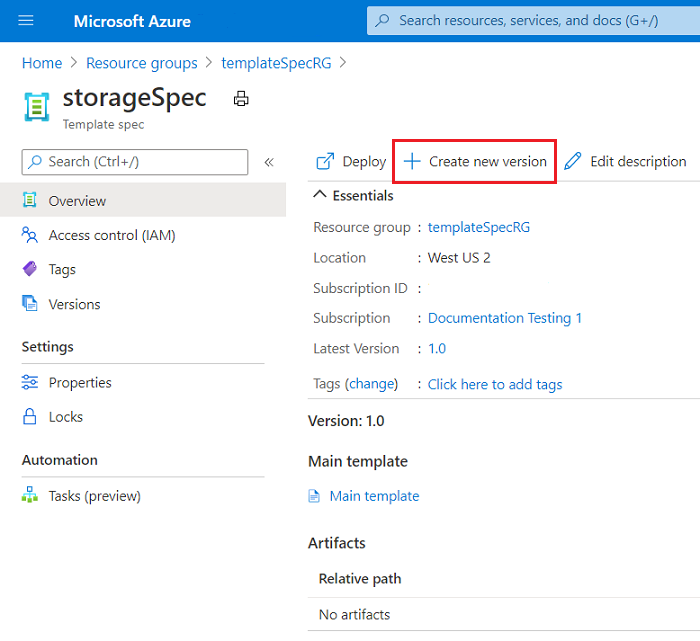 Microsoft Azure
Search resources, services, and docs (G+/)
Home > Resource groups > templateSpecRG >
storageSpec
Template spec
Search (Ctrl+/)
«
Overview
Access control (IAM)
Tags
Versions
Settings
Properties
Locks
Automation
Tasks (preview)
Deploy
Create new version
Edit description
Essentials
Resource group : templateSpecRG
Location : West US 2
Subscription ID :
Subscription : Documentation Testing 1
Latest Version : 1.0
Tags (change) : Click here to add tags
Version: 1.0
Main template
Main template
Artifacts
Relative path
No artifacts